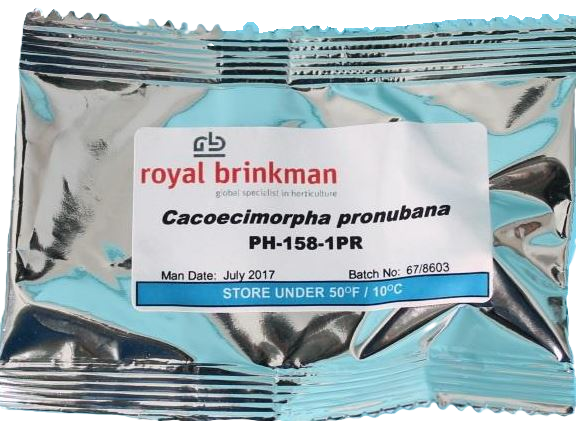 rb
royal brinkman
global specialist in horticulture
Cacoecimorpha pronubana
PH-158-1PR
Man Date: July 2017 Batch No: 67/8603
STORE UNDER 50°F / 10°C